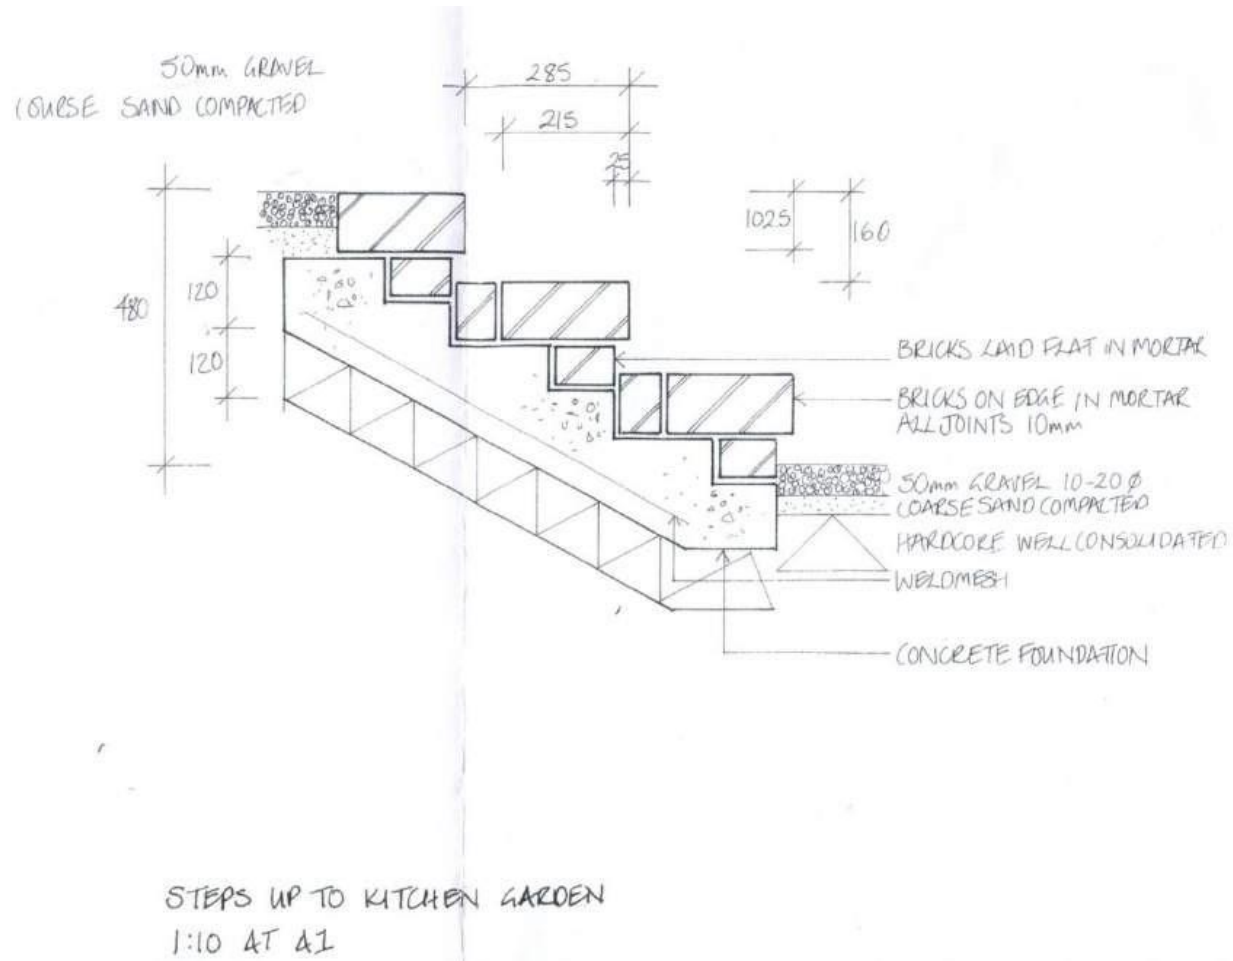 50mm GRAVEL
COURSE SAND COMPACTED
285
215
25
1025
160
480
120
120
BRICKS LAID FLAT IN MORTAR
BRICKS ON EDGE IN MORTAR
ALL JOINTS 10mm
50mm GRAVEL 10-20 Ø
COARSE SAND COMPACTED
HARDCORE WELL CONSOLIDATED
WELDMESH
CONCRETE FOUNDATION
STEPS UP TO KITCHEN GARDEN
1:10 AT A1